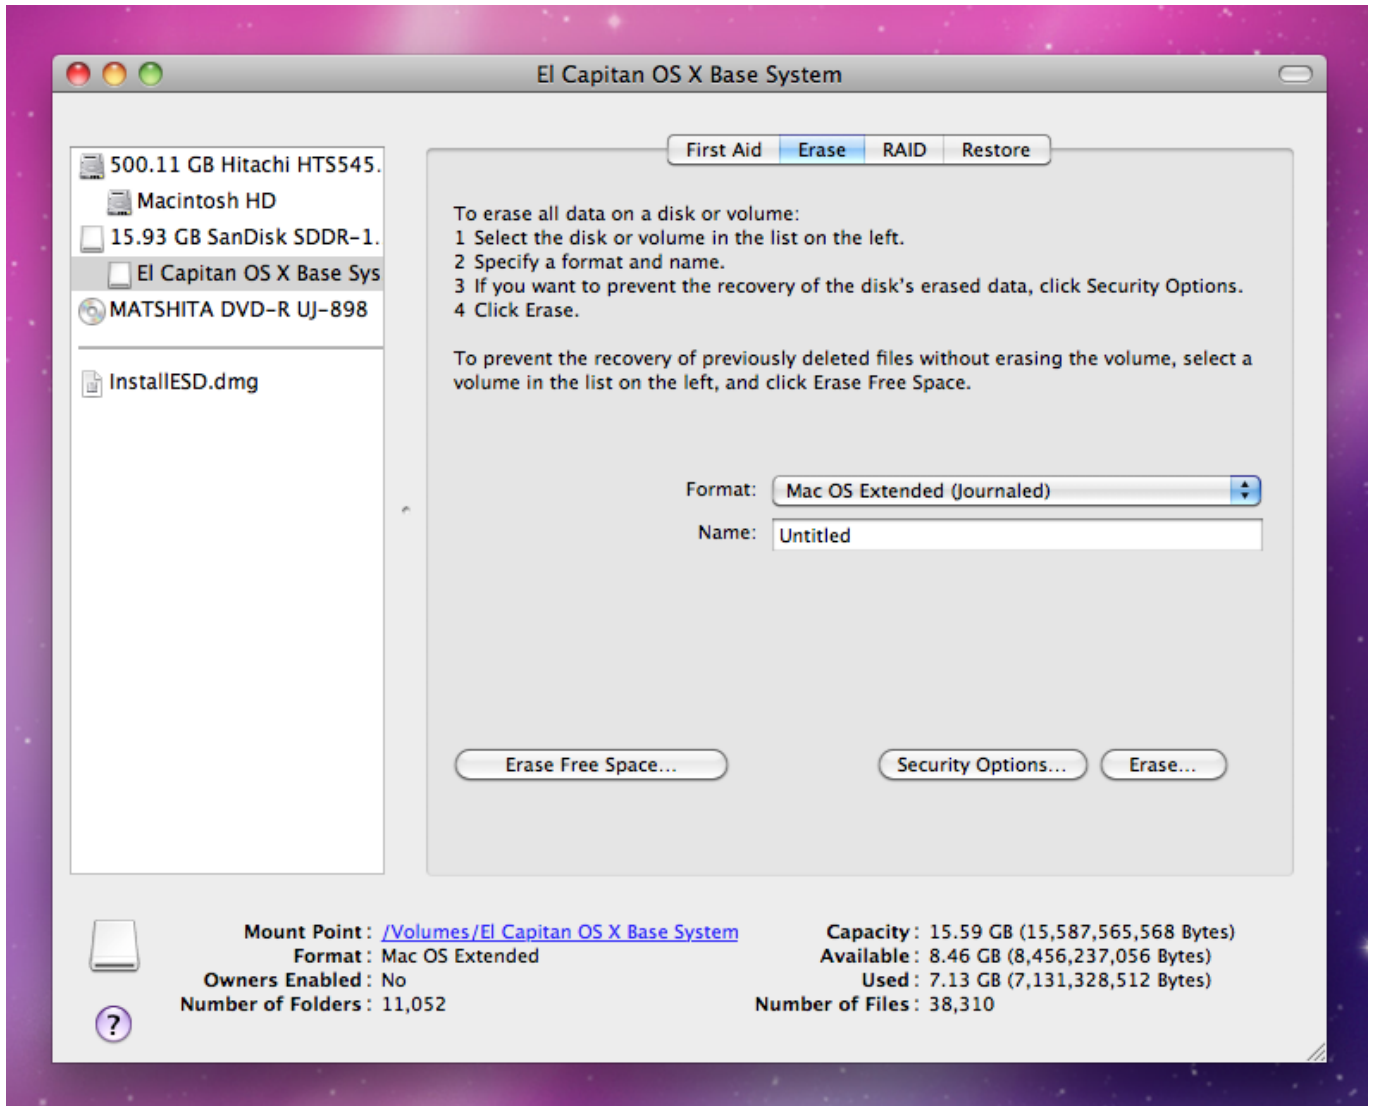 El Capitan OS X Base System
First Aid Erase RAID Restore
500.11 GB Hitachi HTS545.
Macintosh HD
15.93 GB SanDisk SDDR-1.
El Capitan OS X Base Sys
MATSHITA DVD-R UJ-898
InstallESD.dmg
To erase all data on a disk or volume:
1 Select the disk or volume in the list on the left.
2 Specify a format and name.
3 If you want to prevent the recovery of the disk's erased data, click Security Options.
4 Click Erase.
To prevent the recovery of previously deleted files without erasing the volume, select a
volume in the list on the left, and click Erase Free Space.
Format: Mac OS Extended (Journaled)
Name: Untitled
Erase Free Space... Security Options... Erase...
Mount Point : /Volumes/El Capitan OS X Base System
Format : Mac OS Extended
Owners Enabled : No
Number of Folders : 11,052
Capacity : 15.59 GB (15,587,565,568 Bytes)
Available : 8.46 GB (8,456,237,056 Bytes)
Used : 7.13 GB (7,131,328,512 Bytes)
Number of Files : 38,310
?